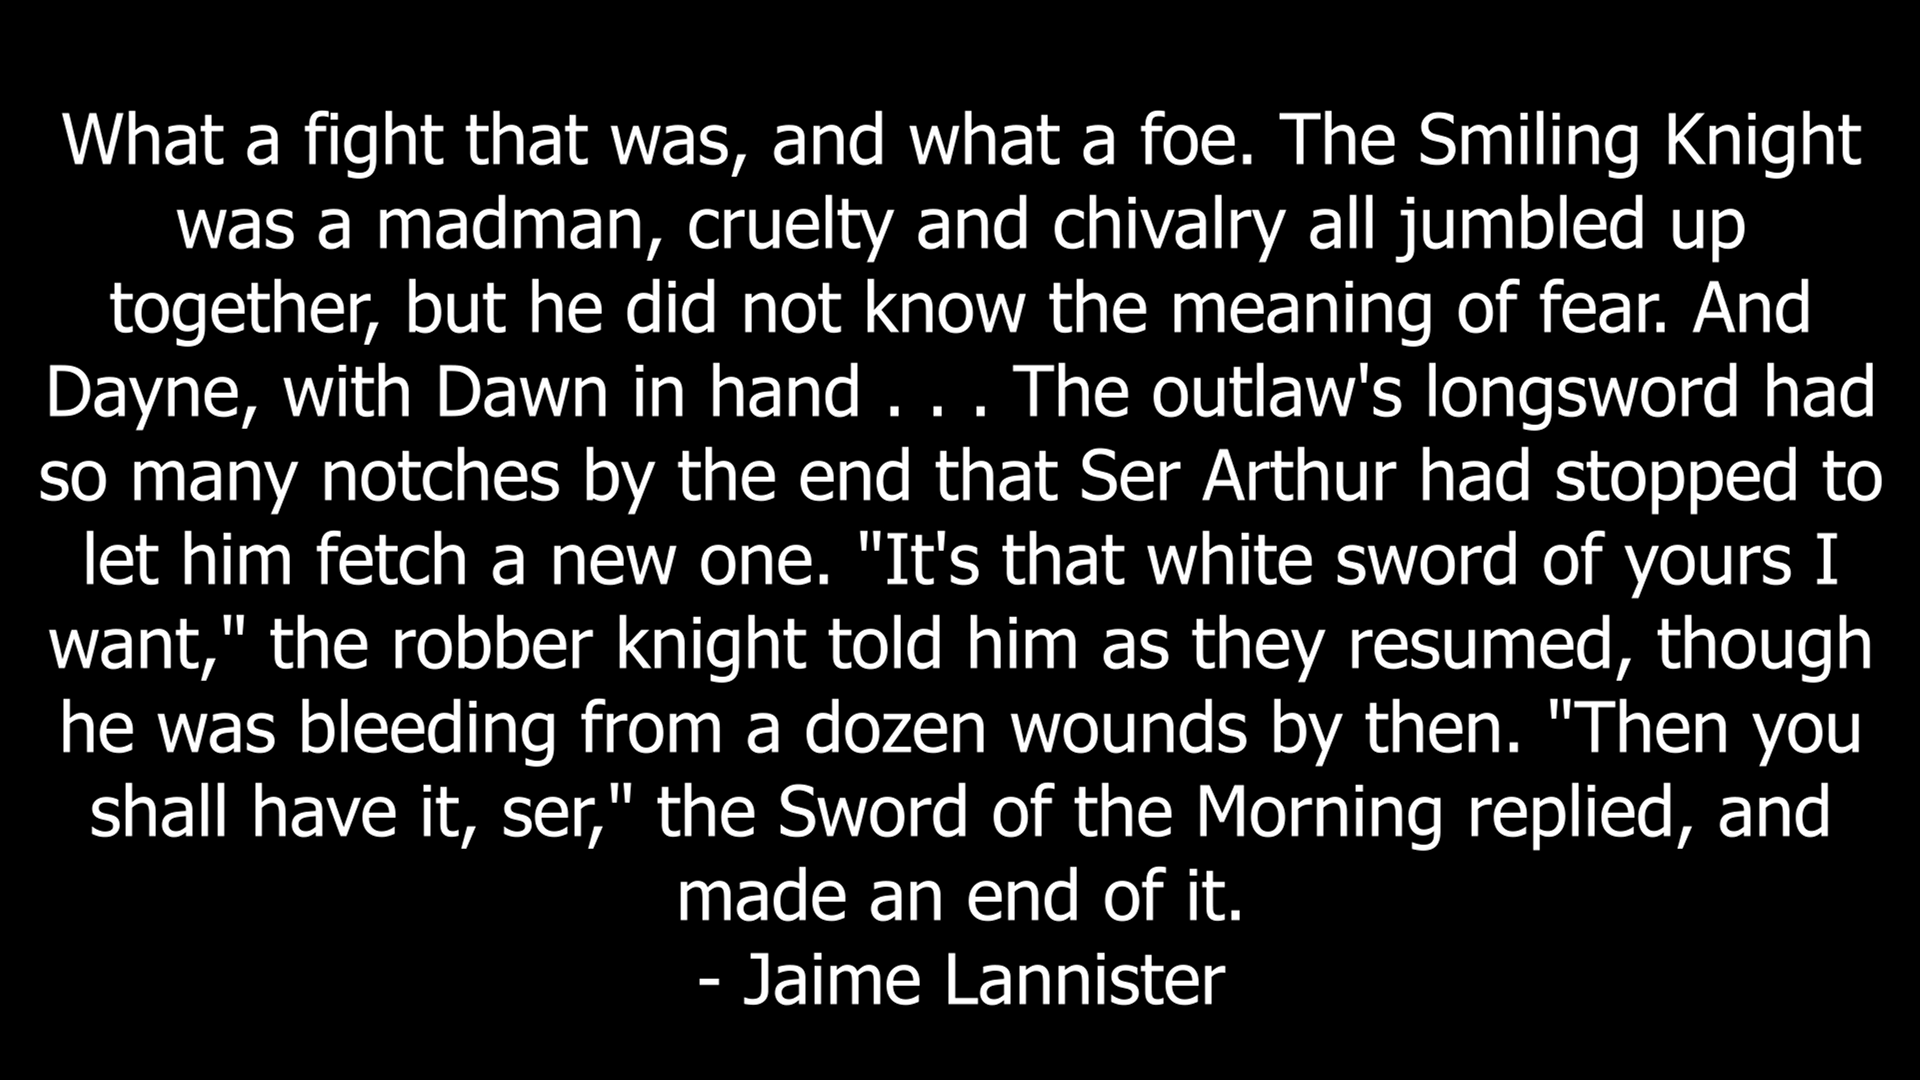 What a fight that was, and what a foe. The Smiling Knight
was a madman, cruelty and chivalry all jumbled up
together, but he did not know the meaning of fear. And
Dayne, with Dawn in hand . . . The outlaw's longsword had
so many notches by the end that Ser Arthur had stopped to
let him fetch a new one. "It's that white sword of yours I
want," the robber knight told him as they resumed, though
he was bleeding from a dozen wounds by then. "Then you
shall have it, ser," the Sword of the Morning replied, and
made an end of it.
- Jaime Lannister